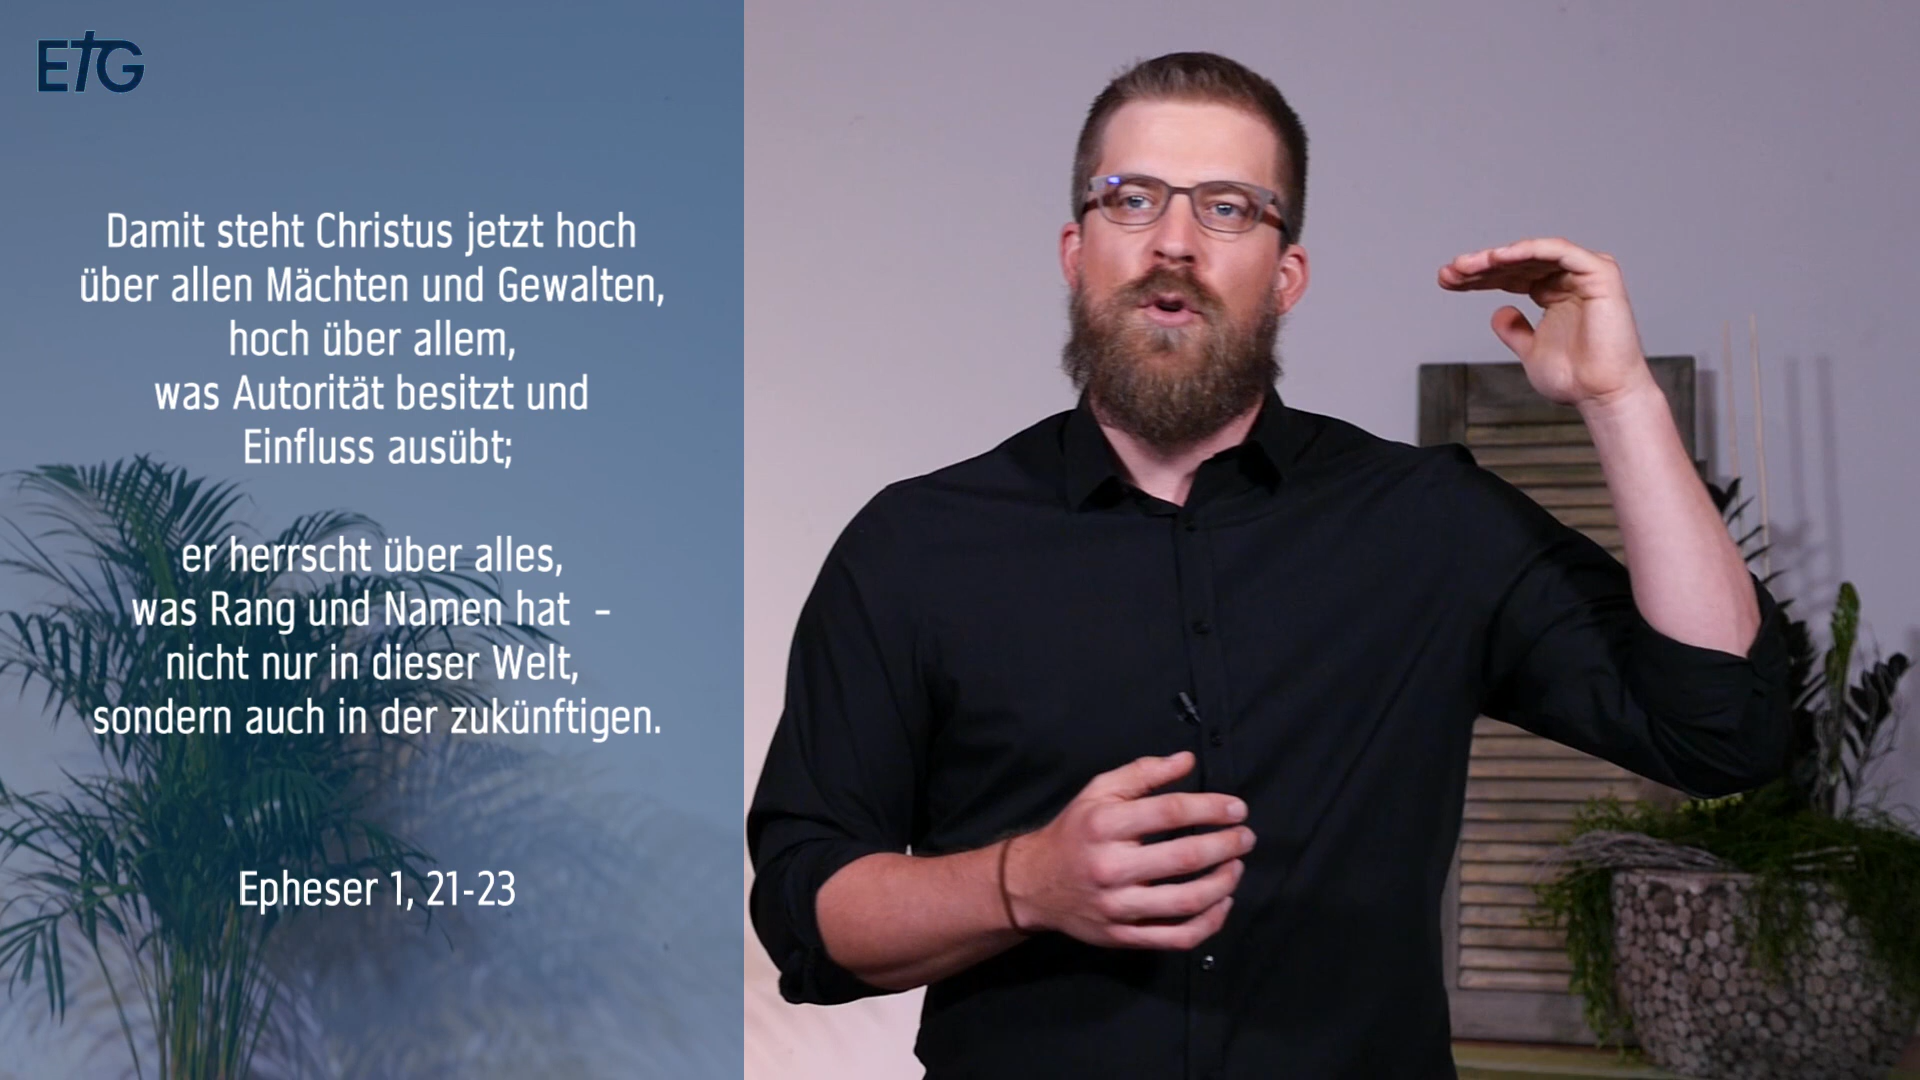 EtG
Damit steht Christus jetzt hoch
über allen Mächten und Gewalten,
hoch über allem,
was Autorität besitzt und
Einfluss ausübt;
er herrscht über alles,
was Rang und Namen hat –
nicht nur in dieser Welt,
sondern auch in der zukünftigen.
Epheser 1, 21-23